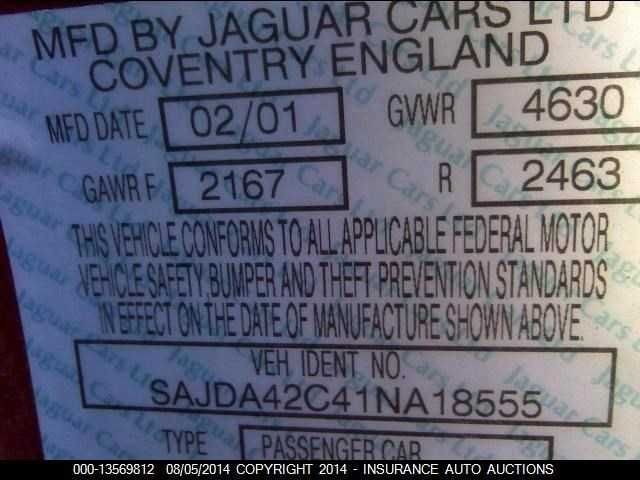 MFD BY JAGUAR CARS LTD
COVENTRY ENGLAND
MFD DATE 02/01 GVWR 4630
GAWR F 2167 R 2463
THIS VEHICLE CONFORMS TO ALL APPLICABLE FEDERAL MOTOR
VEHICLE SAFETY, BUMPER AND THEFT PREVENTION STANDARDS
IN EFFECT ON THE DATE OF MANUFACTURE SHOWN ABOVE.
VEH. IDENT. NO.
SAJDA42C41NA18555
TYPE PASSENGER CAR
000-13569812 08/05/2014 COPYRIGHT 2014 - INSURANCE AUTO AUCTIONS